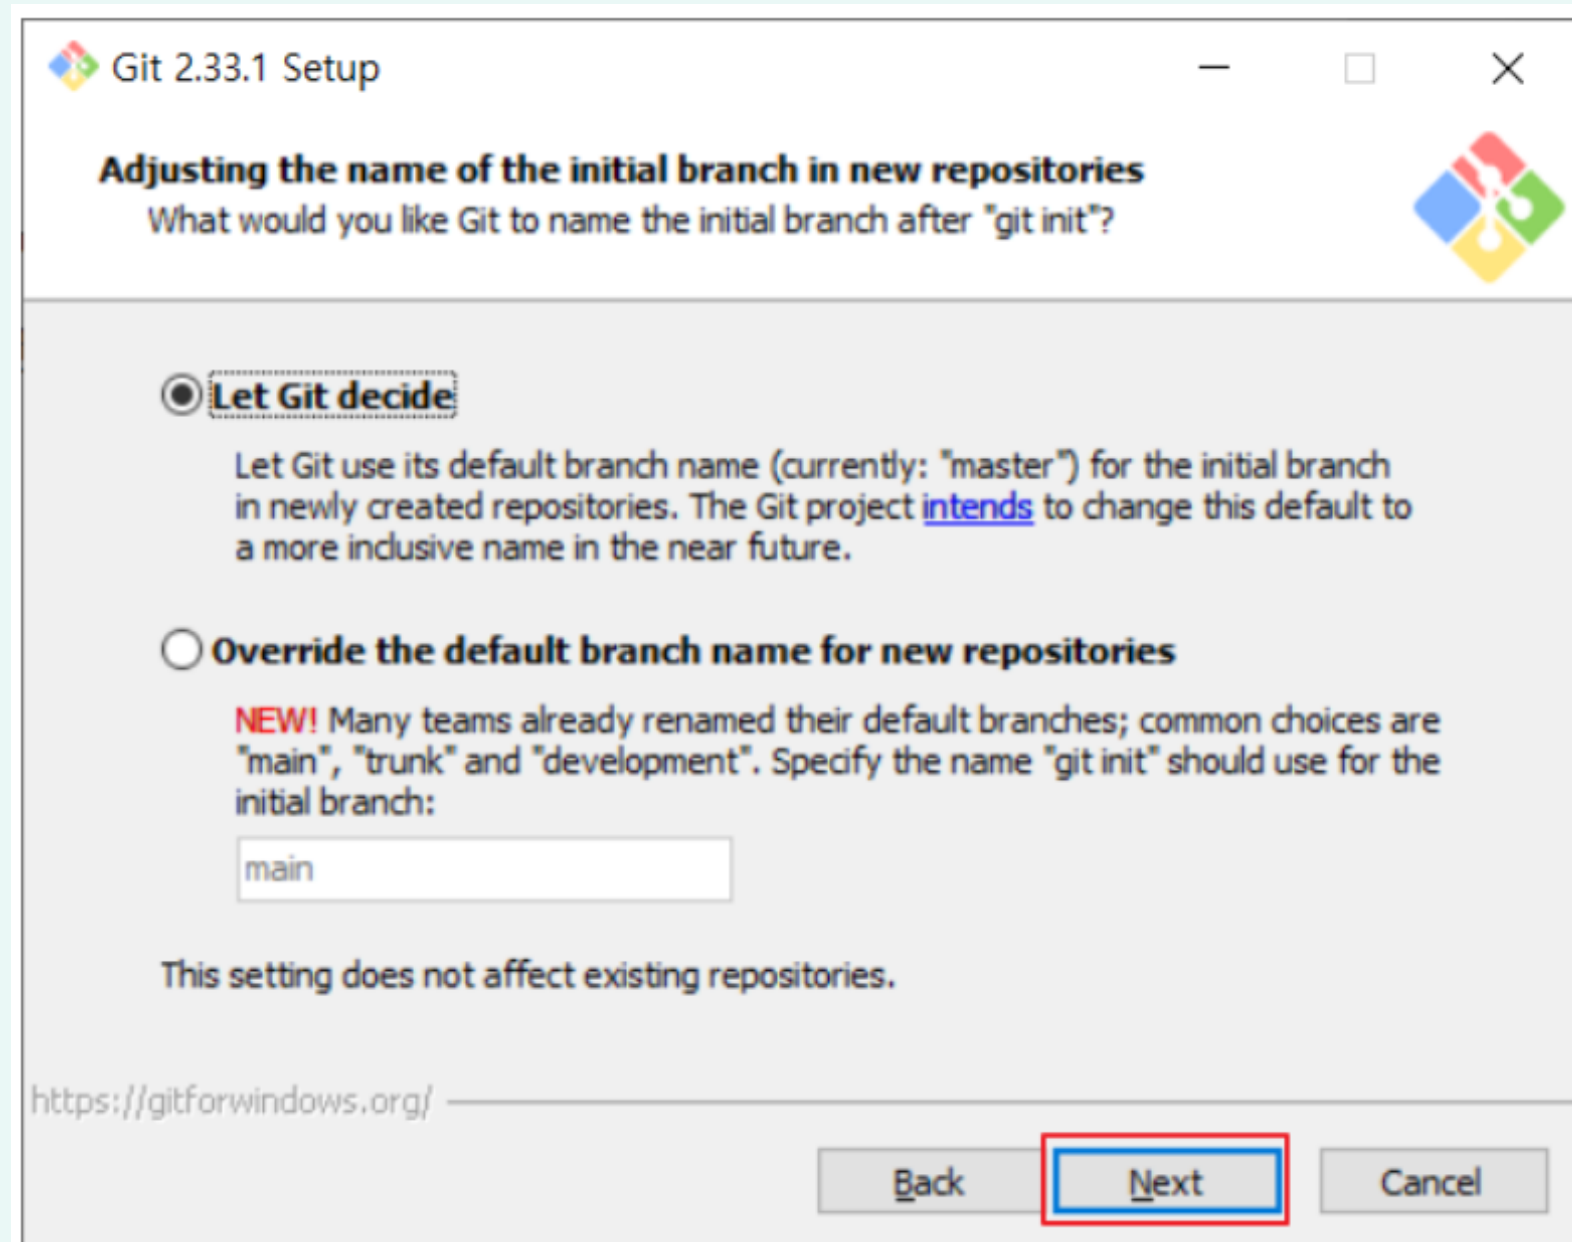 Git 2.33.1 Setup
Adjusting the name of the initial branch in new repositories
What would you like Git to name the initial branch after "git init"?
Let Git decide
Let Git use its default branch name (currently: "master") for the initial branch
in newly created repositories. The Git project intends to change this default to
a more inclusive name in the near future.
Override the default branch name for new repositories
NEW! Many teams already renamed their default branches; common choices are
"main", "trunk" and "development". Specify the name "git init" should use for the
initial branch:
main
This setting does not affect existing repositories.
https://gitforwindows.org/
Back Next Cancel